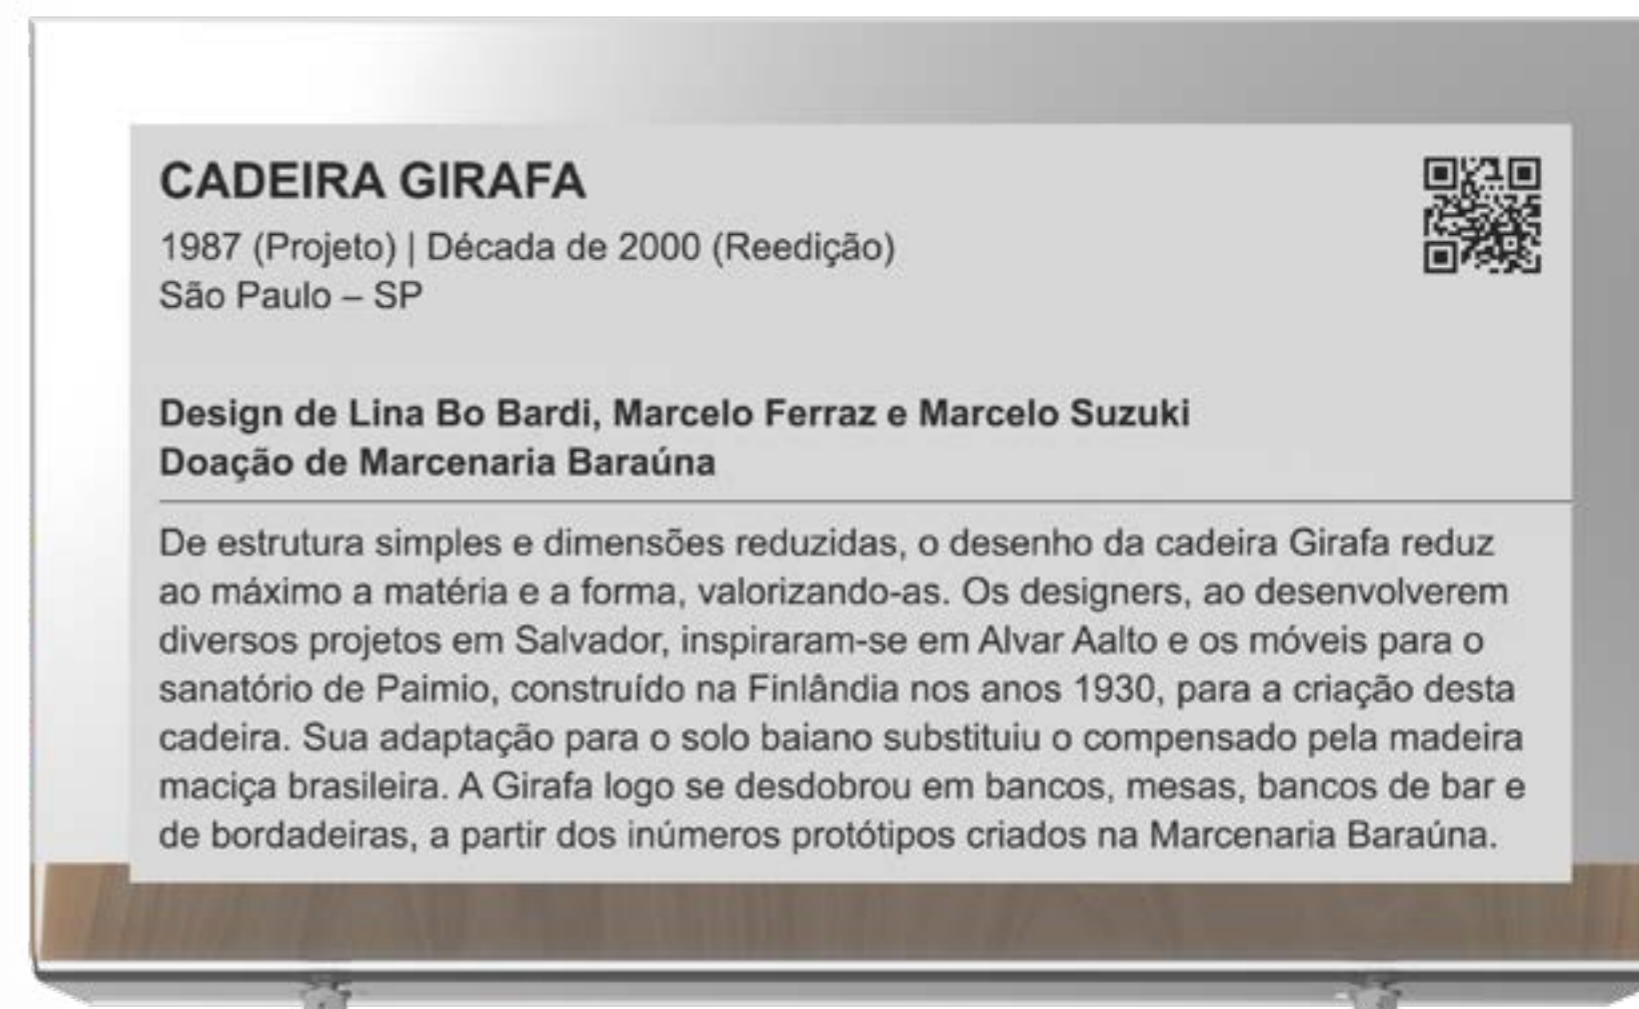 CADEIRA GIRAFA
1987 (Projeto) | Década de 2000 (Reedição)
São Paulo – SP
Design de Lina Bo Bardi, Marcelo Ferraz e Marcelo Suzuki
Doação de Marcenaria Baraúna
De estrutura simples e dimensões reduzidas, o desenho da cadeira Girafa reduz
ao máximo a matéria e a forma, valorizando-as. Os designers, ao desenvolverem
diversos projetos em Salvador, inspiraram-se em Alvar Aalto e os móveis para o
sanatório de Paimio, construído na Finlândia nos anos 1930, para a criação desta
cadeira. Sua adaptação para o solo baiano substituiu o compensado pela madeira
maciça brasileira. A Girafa logo se desdobrou em bancos, mesas, bancos de bar e
de bordadeiras, a partir dos inúmeros protótipos criados na Marcenaria Baraúna.